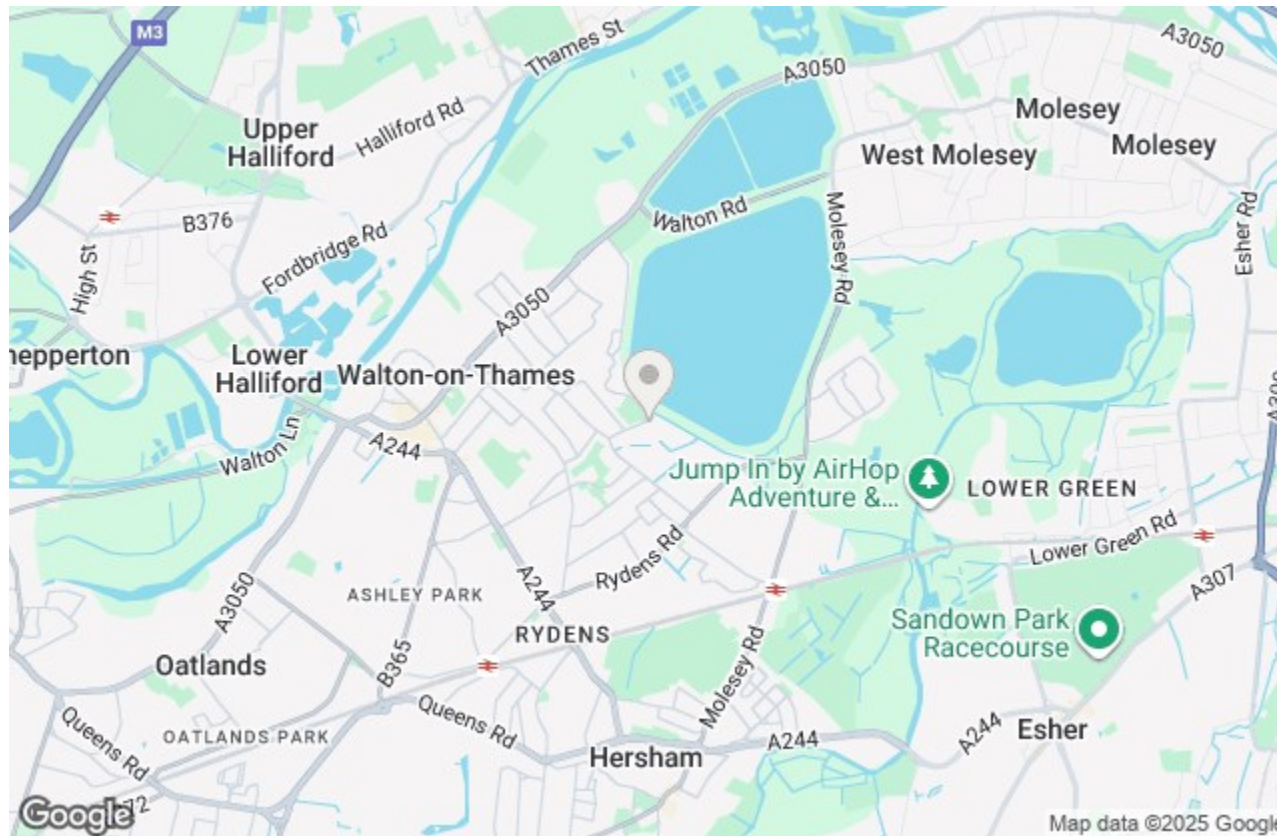 M3
Thames St
A3050
A3050
Molesey
Upper
Halliford
Halliford Rd
West Molesey
Molesey
Walton Rd
Molesey Rd
Esher Rd
B376
High St
Fordbridge Rd
A3050
hepperton
Lower
Halliford
Walton-on-Thames
Walton Ln
A244
Jump In by AirHop
Adventure &...
LOWER GREEN
Lower Green Rd
Rydens Rd
A307
A3050
ASHLEY PARK
A244
RYDENS
Sandown Park
Racecourse
Oatlands
B365
Molesey Rd
Queens Rd
Queens Rd
OATLANDS PARK
Hersham
A244
A244
Esher
Google
Map data ©2025 Google